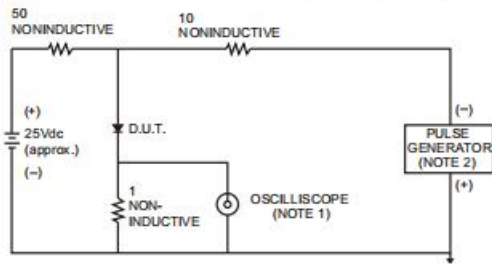 50
NONINDUCTIVE
10
NONINDUCTIVE
(+)
25Vdc
(approx.)
(–)
D.U.T.
1
NON-
INDUCTIVE
OSCILLISCOPE
(NOTE 1)
(–)
PULSE
GENERATOR
(NOTE 2)
(+)